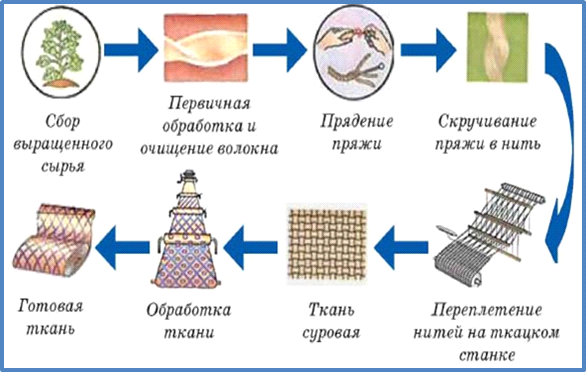 Сбор
выращенного
сырья
Первичная
обработка и
очищение волокна
Прядение
пряжи
Скручивание
пряжи в нить
Готовая
ткань
Обработка
ткани
Ткань
суровая
Переплетение
нитей на ткацком
станке